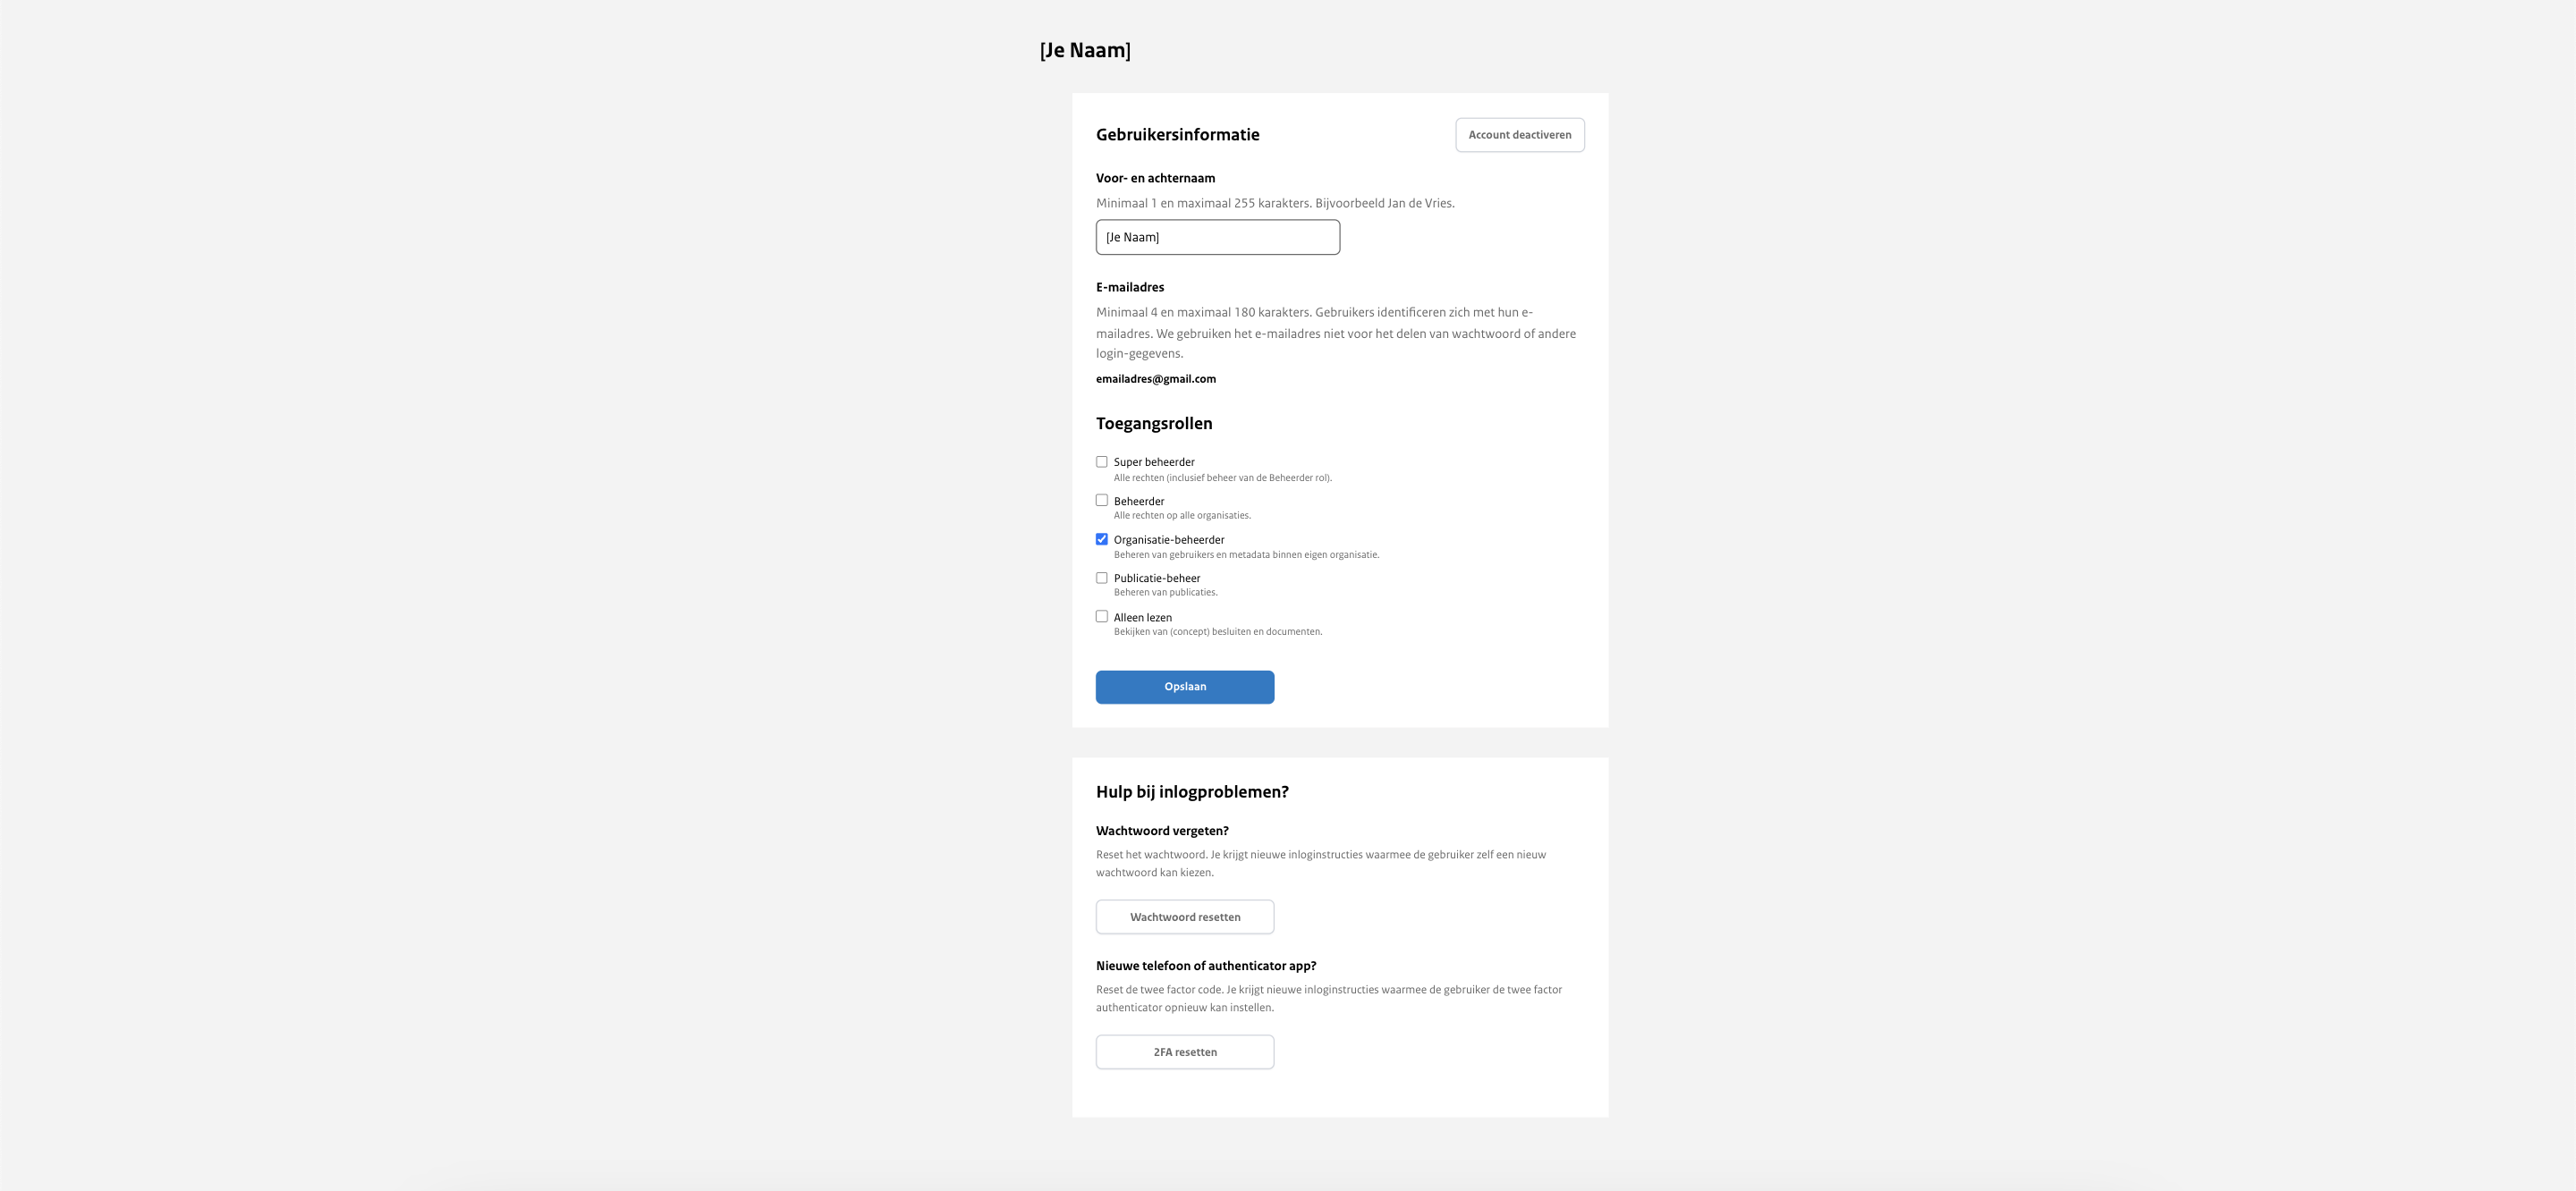 [Je Naam]
Gebruikersinformatie
Account deactiveren
Voor- en achternaam
Minimaal 1 en maximaal 255 karakters. Bijvoorbeeld Jan de Vries.
[Je Naam]
E-mailadres
Minimaal 4 en maximaal 180 karakters. Gebruikers identificeren zich met hun e-
mailadres. We gebruiken het e-mailadres niet voor het delen van wachtwoord of andere
login-gegevens.
emailadres@gmail.com
Toegangsrollen
Super beheerder
Alle rechten (inclusief beheer van de Beheerder rol).
Beheerder
Alle rechten op alle organisaties.
Organisatie-beheerder
Beheren van gebruikers en metadata binnen eigen organisatie.
Publicatie-beheer
Beheren van publicaties.
Alleen lezen
Bekijken van (concept) besluiten en documenten.
Opslaan
Hulp bij inlogproblemen?
Wachtwoord vergeten?
Reset het wachtwoord. Je krijgt nieuwe inloginstructies waarmee de gebruiker zelf een nieuw
wachtwoord kan kiezen.
Wachtwoord resetten
Nieuwe telefoon of authenticator app?
Reset de twee factor code. Je krijgt nieuwe inloginstructies waarmee de gebruiker de twee factor
authenticator opnieuw kan instellen.
2FA resetten